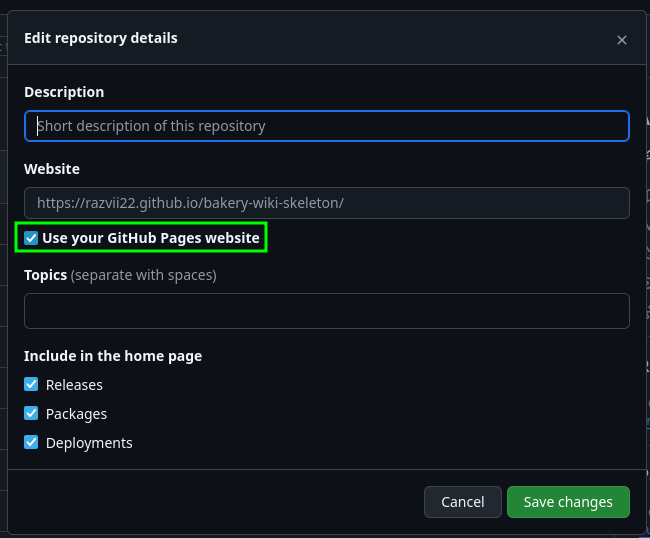 Edit repository details
Description
Short description of this repository
Website
https://razvii22.github.io/bakery-wiki-skeleton/
Use your GitHub Pages website
Topics (separate with spaces)
Include in the home page
Releases
Packages
Deployments
Cancel
Save changes